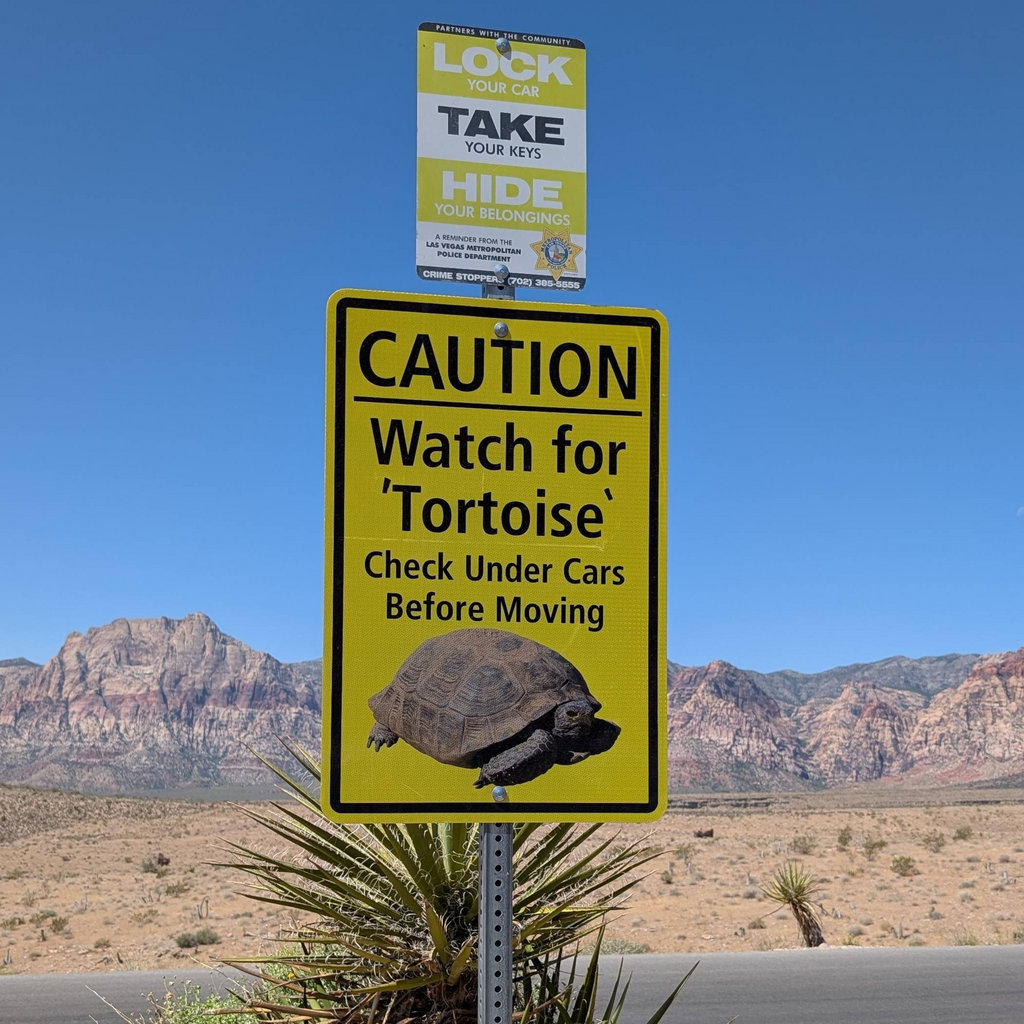 PARTNERS WITH THE COMMUNITY
LOCK
YOUR CAR
TAKE
YOUR KEYS
HIDE
YOUR BELONGINGS
A REMINDER FROM THE
LAS VEGAS METROPOLITAN
POLICE DEPARTMENT
CRIME STOPPERS (702) 385-5555
CAUTION
Watch for
'Tortoise`
Check Under Cars
Before Moving